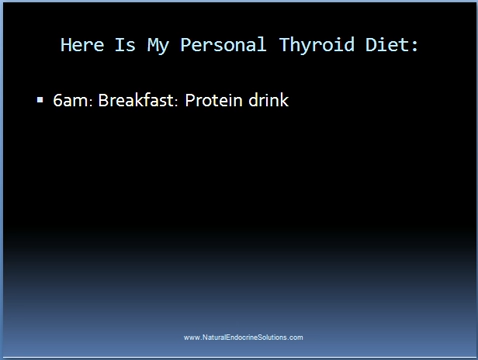 Here Is My Personal Thyroid Diet:
▪ 6am: Breakfast: Protein drink
www.NaturalEndocrineSolutions.com